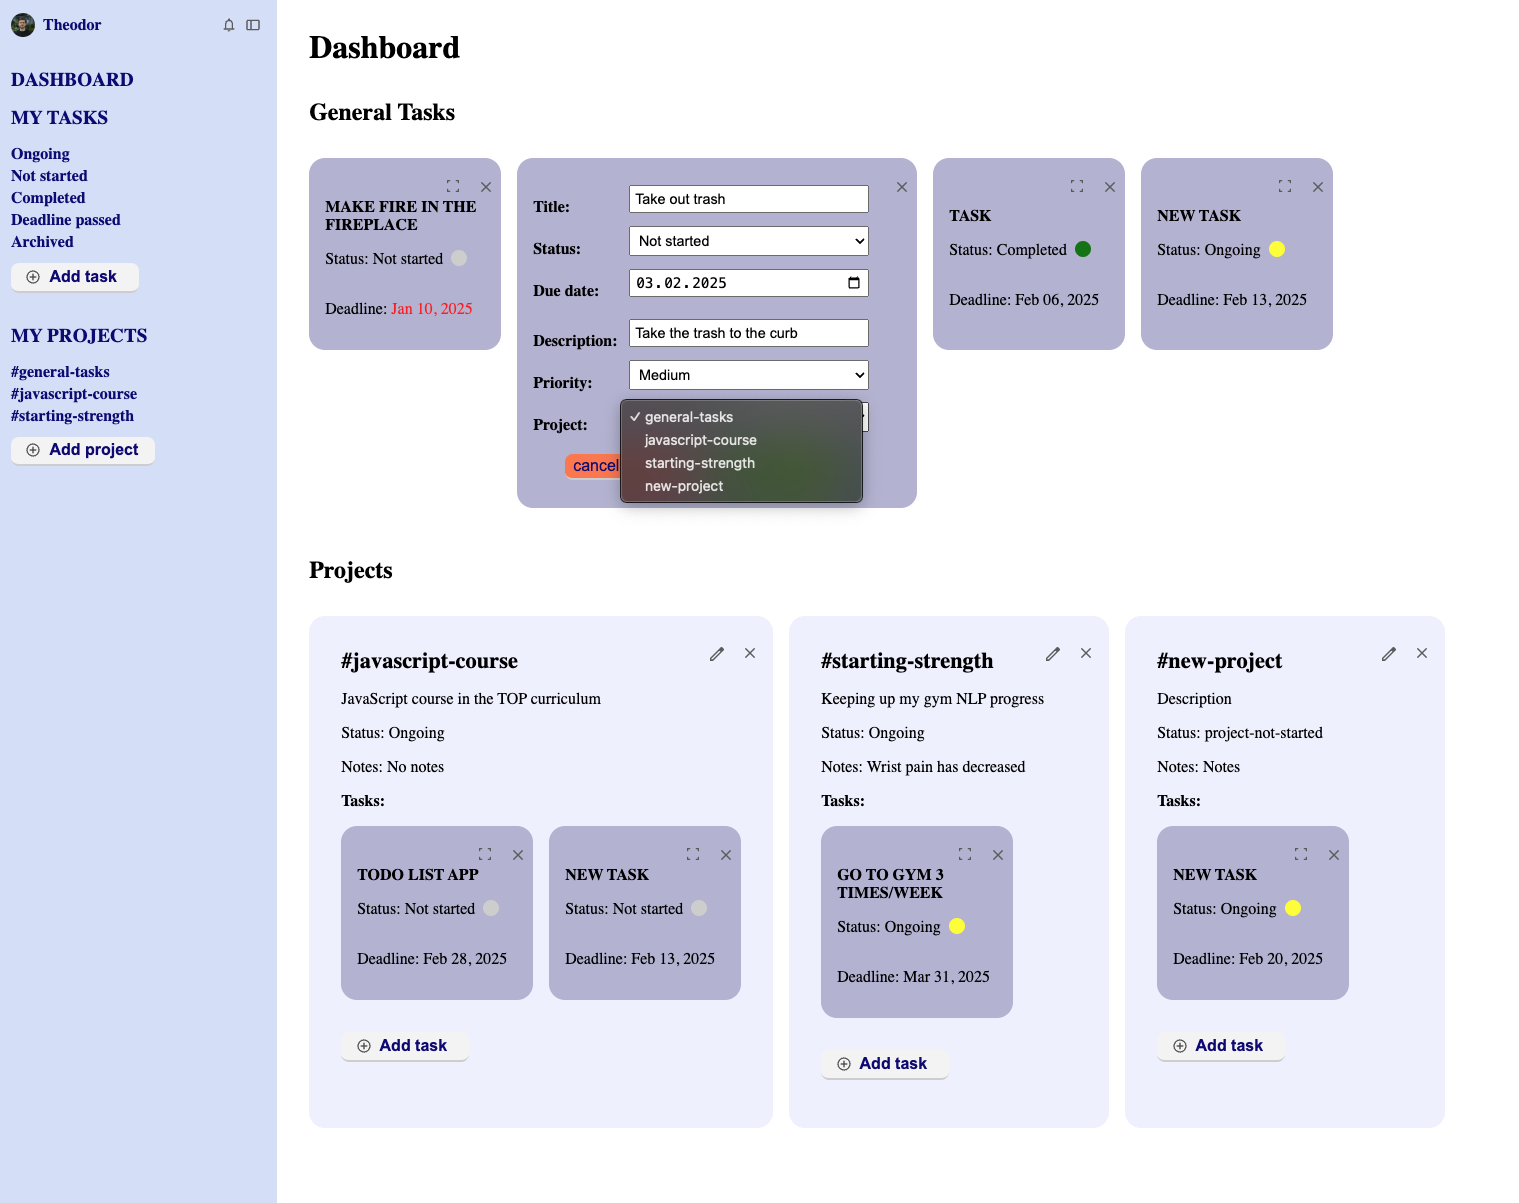 Theodor
DASHBOARD
MY TASKS
Ongoing
Not started
Completed
Deadline passed
Archived
Add task
MY PROJECTS
#general-tasks
#javascript-course
#starting-strength
Add project
Dashboard
General Tasks
MAKE FIRE IN THE
FIREPLACE
Status: Not started
Deadline: Jan 10, 2025
Title: Take out trash
Status: Not started
Due date: 03.02.2025
Description: Take the trash to the curb
Priority: Medium
Project:
✓ general-tasks
javascript-course
starting-strength
new-project
cancel
TASK
Status: Completed
Deadline: Feb 06, 2025
NEW TASK
Status: Ongoing
Deadline: Feb 13, 2025
Projects
#javascript-course
JavaScript course in the TOP curriculum
Status: Ongoing
Notes: No notes
Tasks:
TODO LIST APP
Status: Not started
Deadline: Feb 28, 2025
NEW TASK
Status: Not started
Deadline: Feb 13, 2025
Add task
#starting-strength
Keeping up my gym NLP progress
Status: Ongoing
Notes: Wrist pain has decreased
Tasks:
GO TO GYM 3
TIMES/WEEK
Status: Ongoing
Deadline: Mar 31, 2025
Add task
#new-project
Description
Status: project-not-started
Notes: Notes
Tasks:
NEW TASK
Status: Ongoing
Deadline: Feb 20, 2025
Add task